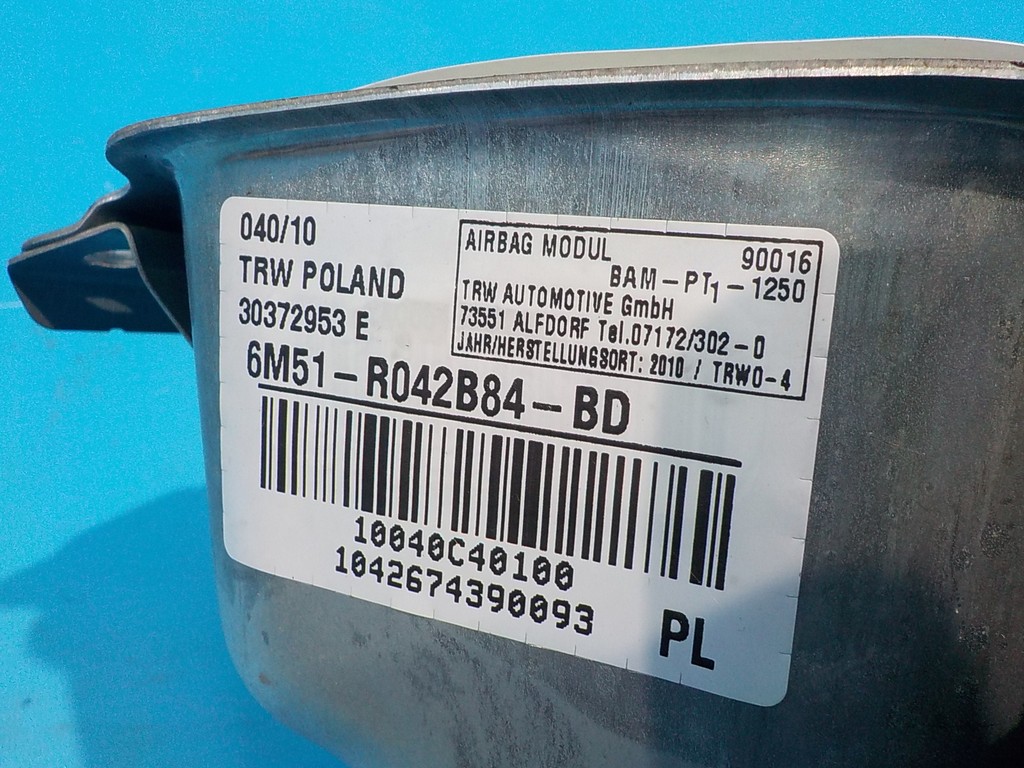 040/10
TRW POLAND
30372953 E
AIRBAG MODUL 90016
BAM-PT1-1250
TRW AUTOMOTIVE GmbH
73551 ALFDORF Tel.07172/302-0
JAHR/HERSTELLUNGSORT: 2010 / TRWO-4
6M51-R042B84-BD
10040C40100
1042674390093
PL